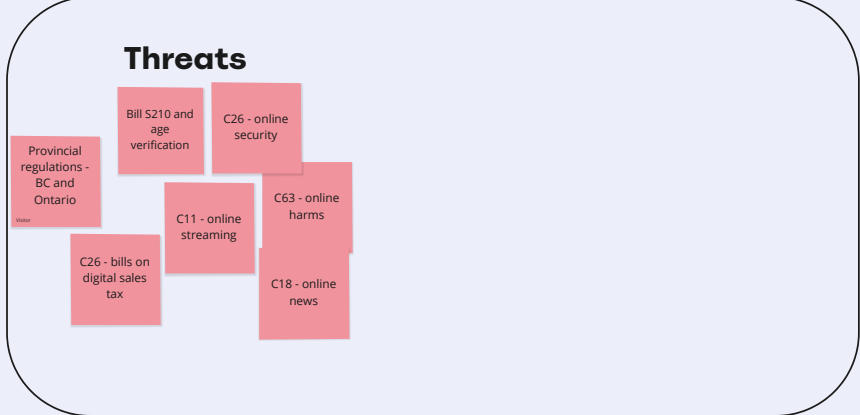 Threats
Bill S210 and
age
verification
C26 - online
security
Provincial
regulations -
BC and
Ontario
Visitor
C11 - online
streaming
C63 - online
harms
C26 - bills on
digital sales
tax
C18 - online
news